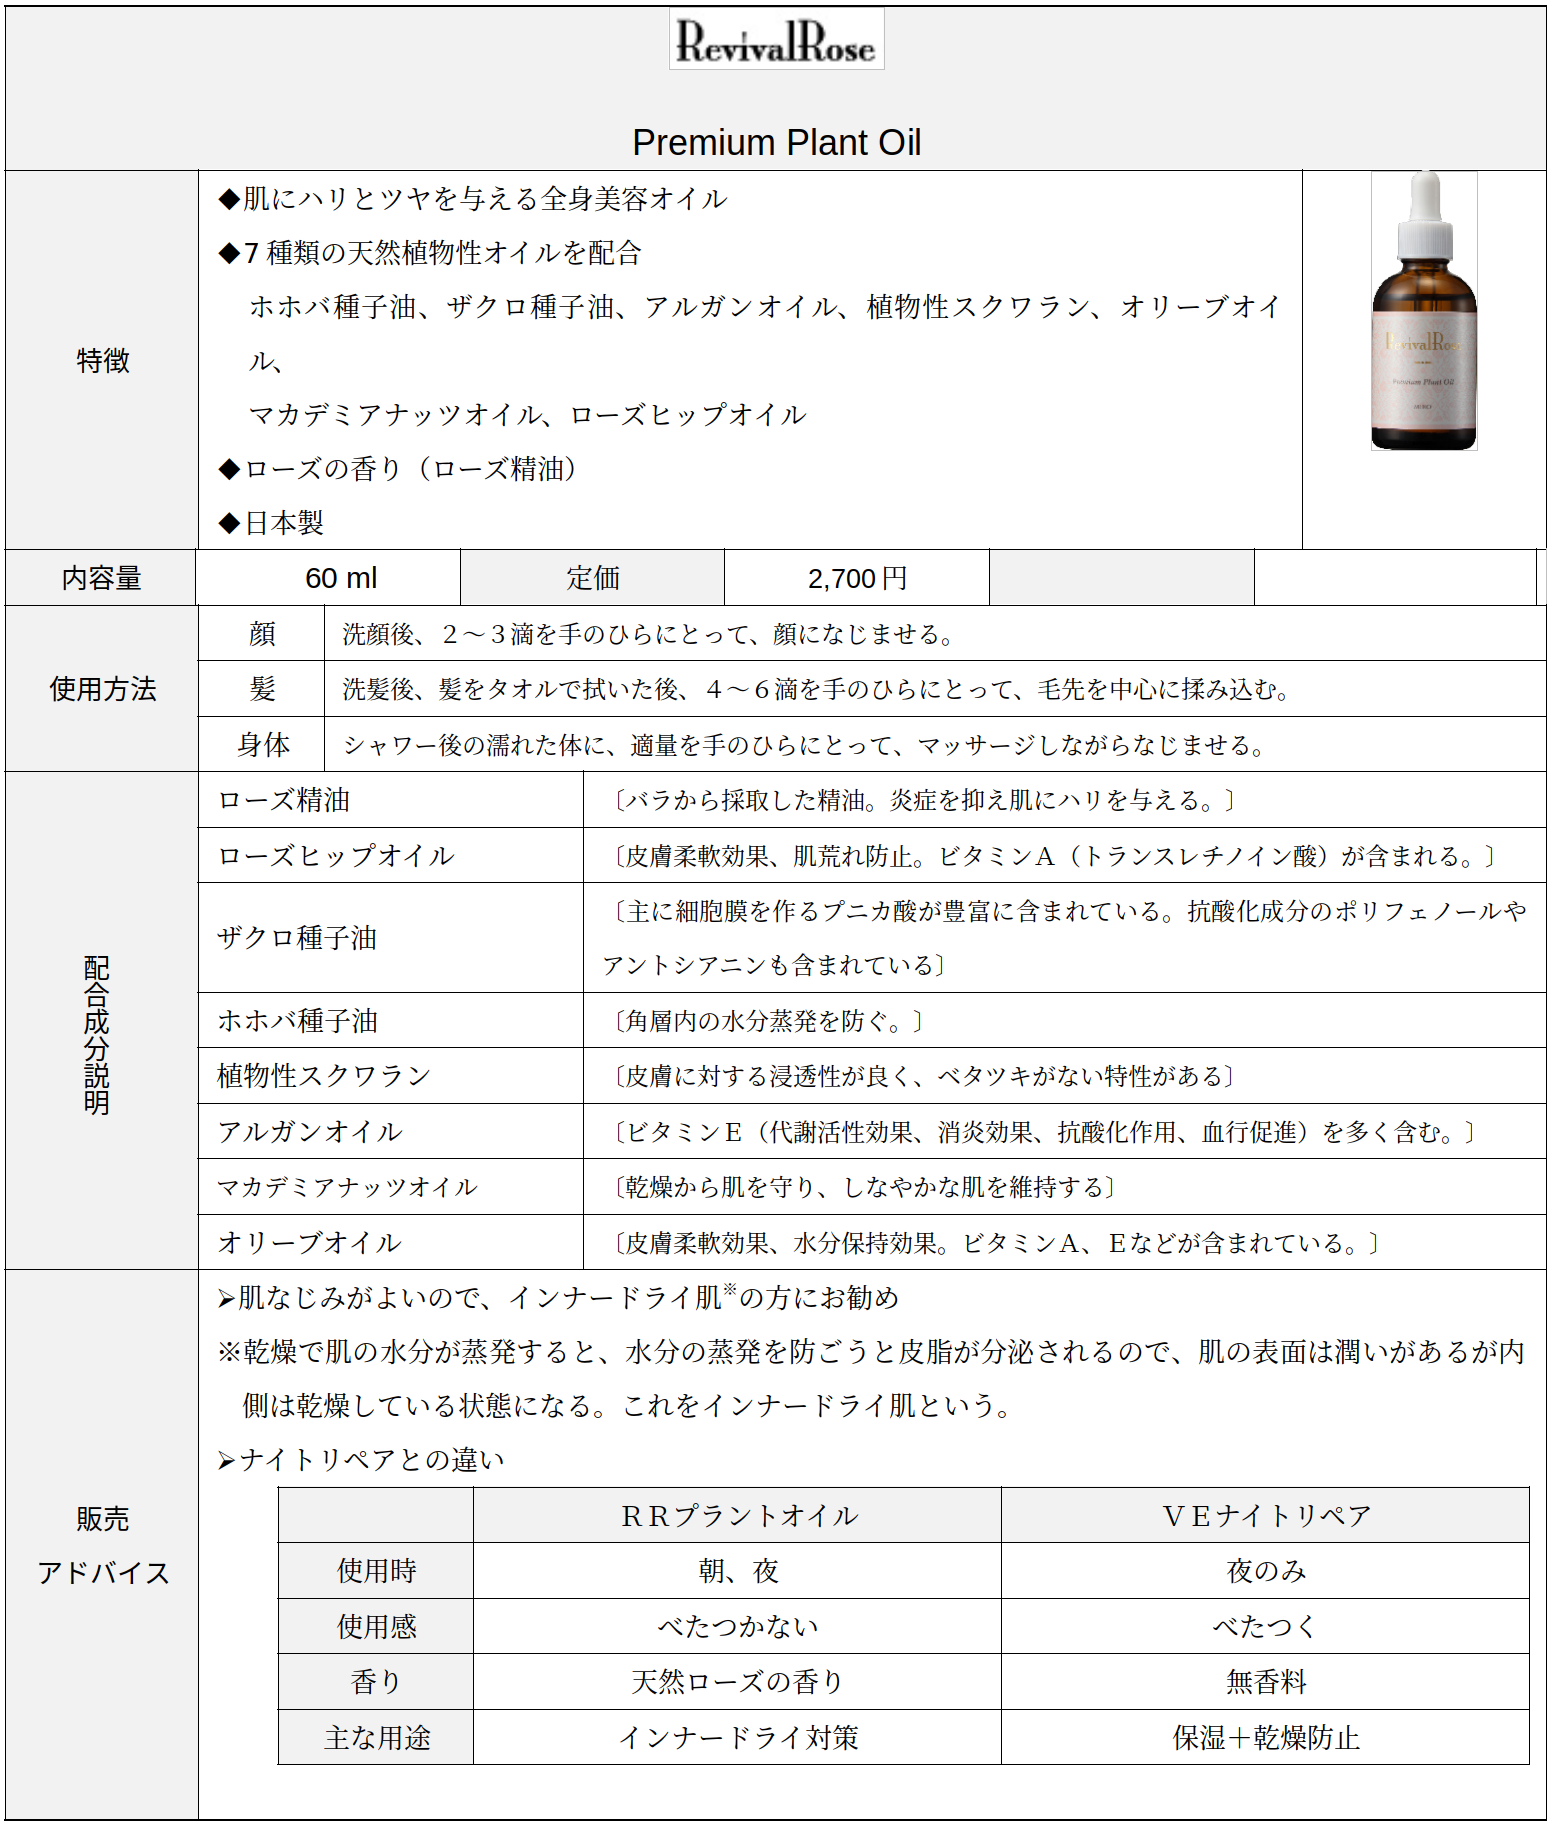 RevivalRose
Premium Plant Oil
特徴
◆肌にハリとツヤを与える全身美容オイル
◆7 種類の天然植物性オイルを配合
ホホバ種子油、ザクロ種子油、アルガンオイル、植物性スクワラン、オリーブオイ
ル、
マカデミアナッツオイル、ローズヒップオイル
◆ローズの香り（ローズ精油）
◆日本製
RevivalRose
Premium Plant Oil
内容量 60 ml 定価 2,700 円
使用方法
顔 洗顔後、２～３滴を手のひらにとって、顔になじませる。
髪 洗髪後、髪をタオルで拭いた後、４～６滴を手のひらにとって、毛先を中心に揉み込む。
身体 シャワー後の濡れた体に、適量を手のひらにとって、マッサージしながらなじませる。
配合成分説明
ローズ精油 〔バラから採取した精油。炎症を抑え肌にハリを与える。〕
ローズヒップオイル 〔皮膚柔軟効果、肌荒れ防止。ビタミンＡ（トランスレチノイン酸）が含まれる。〕
ザクロ種子油 〔主に細胞膜を作るプニカ酸が豊富に含まれている。抗酸化成分のポリフェノールや
アントシアニンも含まれている〕
ホホバ種子油 〔角層内の水分蒸発を防ぐ。〕
植物性スクワラン 〔皮膚に対する浸透性が良く、ベタツキがない特性がある〕
アルガンオイル 〔ビタミンＥ（代謝活性効果、消炎効果、抗酸化作用、血行促進）を多く含む。〕
マカデミアナッツオイル 〔乾燥から肌を守り、しなやかな肌を維持する〕
オリーブオイル 〔皮膚柔軟効果、水分保持効果。ビタミンＡ、Ｅなどが含まれている。〕
販売
アドバイス
➢肌なじみがよいので、インナードライ肌※の方にお勧め
※乾燥で肌の水分が蒸発すると、水分の蒸発を防ごうと皮脂が分泌されるので、肌の表面は潤いがあるが内
側は乾燥している状態になる。これをインナードライ肌という。
➢ナイトリペアとの違い
ＲＲプラントオイル ＶＥナイトリペア
使用時 朝、夜 夜のみ
使用感 べたつかない べたつく
香り 天然ローズの香り 無香料
主な用途 インナードライ対策 保湿＋乾燥防止